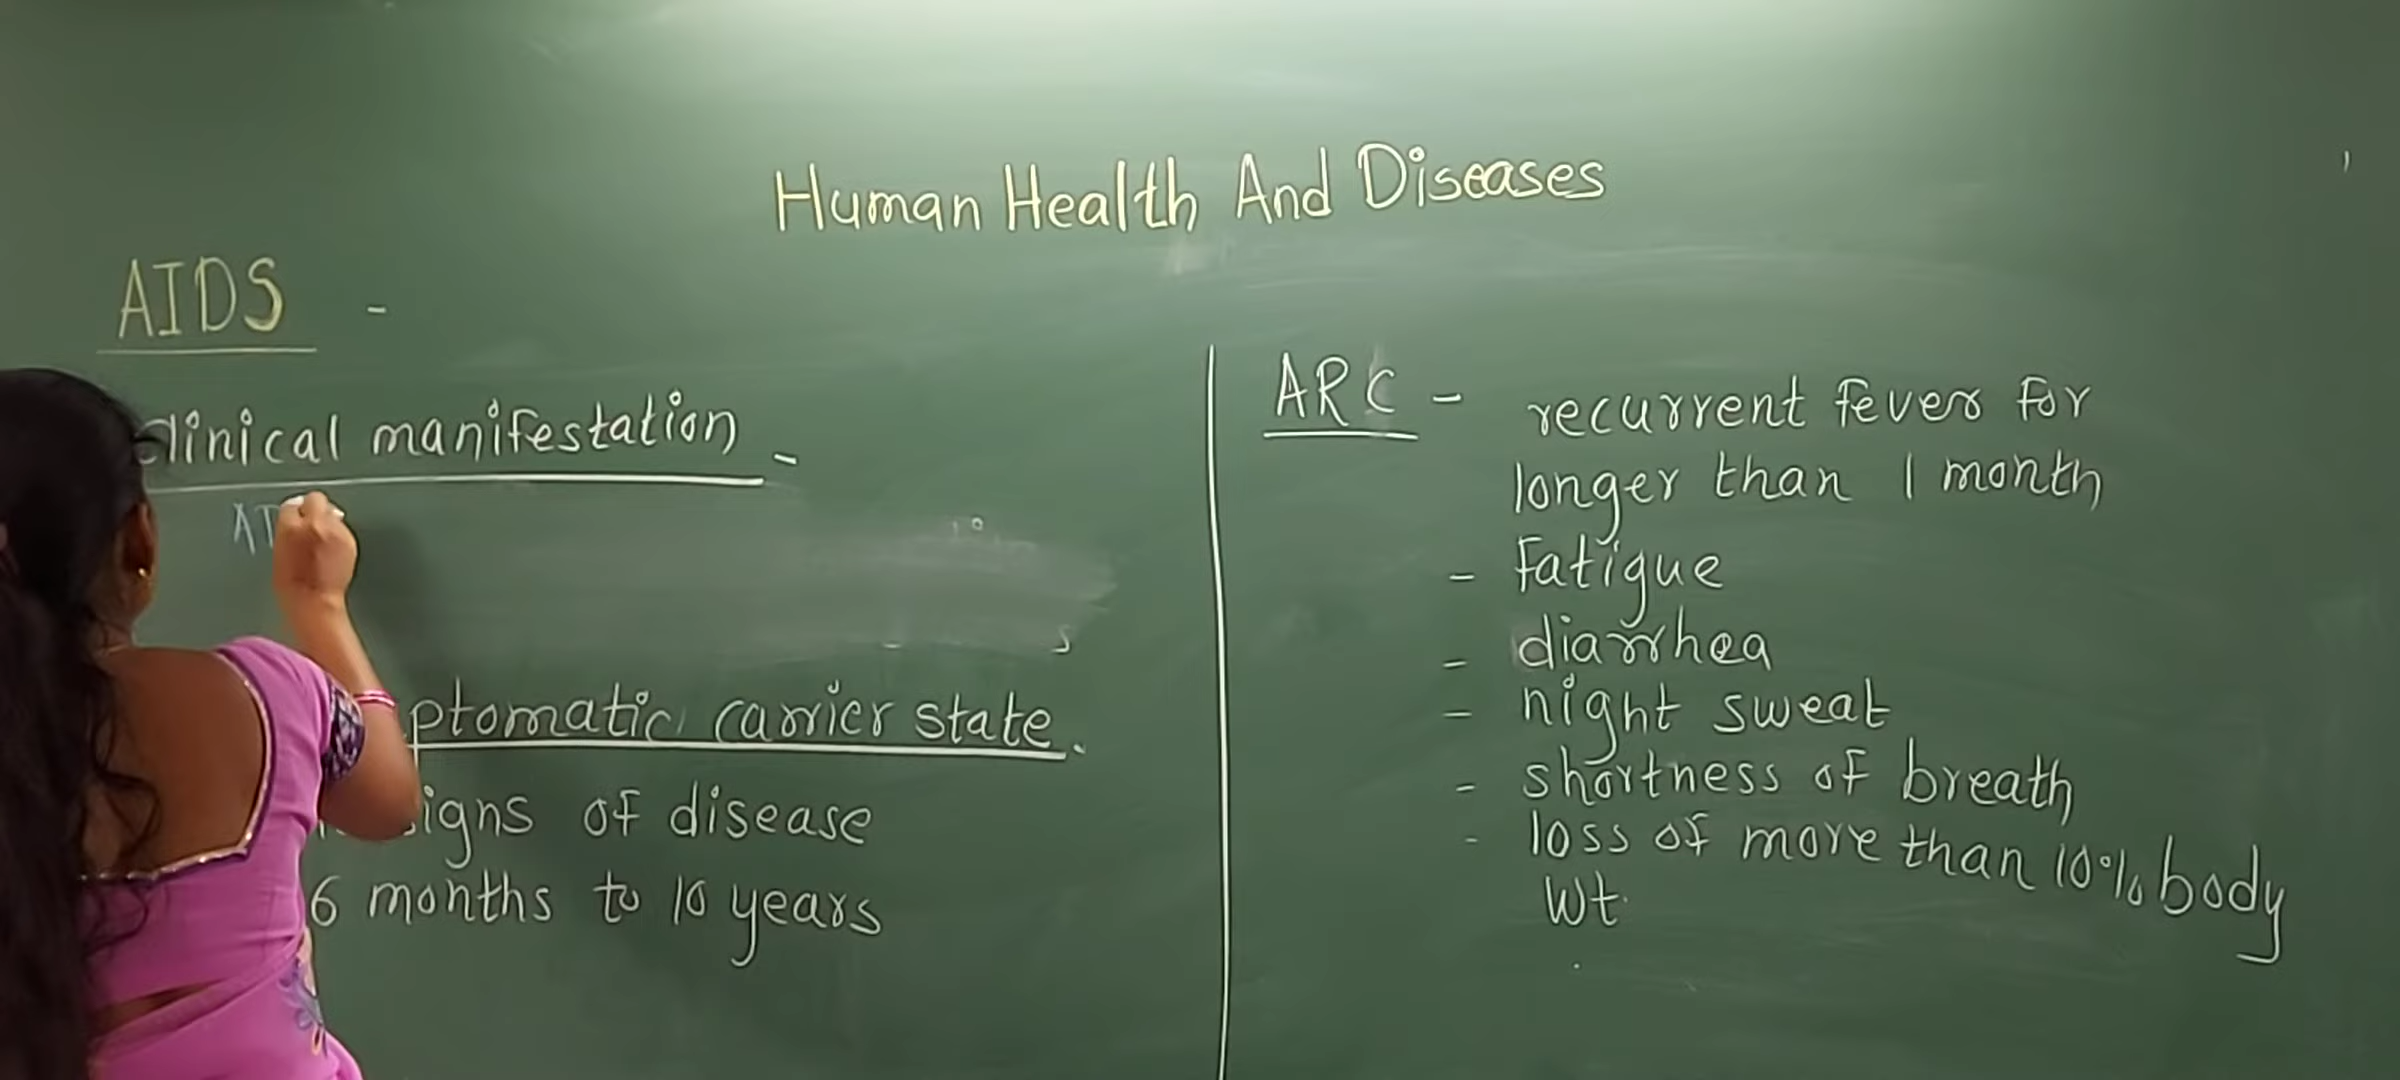 Human Health And Diseases
AIDS -
Clinical manifestation -
carrier state.
of disease
6 months to 10 years
ARC - recurrent fever for
longer than 1 month
- Fatigue
- diarrhea
- night sweat
- shortness of breath
- loss of more than 10% body
Wt.